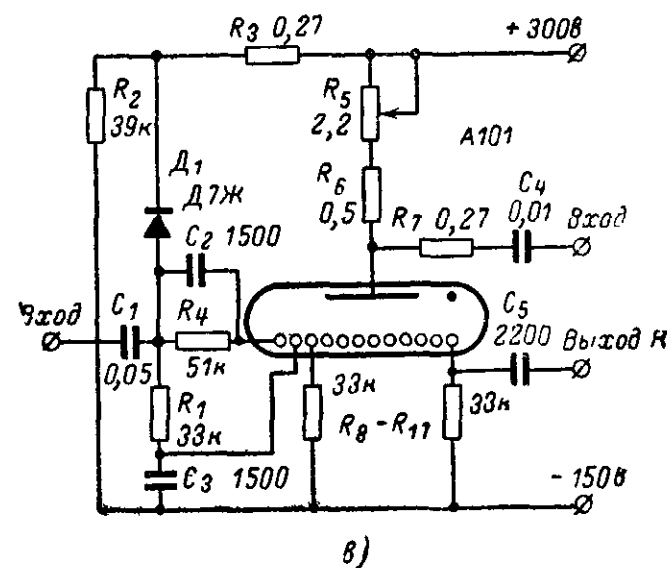 R3 0,27
+ 300в
R2
39к
R5
2,2
А101
Д1
Д7Ж
R6
0,5
C4
0,01
Вход
R7 0,27
C2 1500
Вход
C1
0,05
R4
51к
C5
2200
Выход К
R1
33к
33к
R8 – R11
33к
C3 1500
- 150в
в)